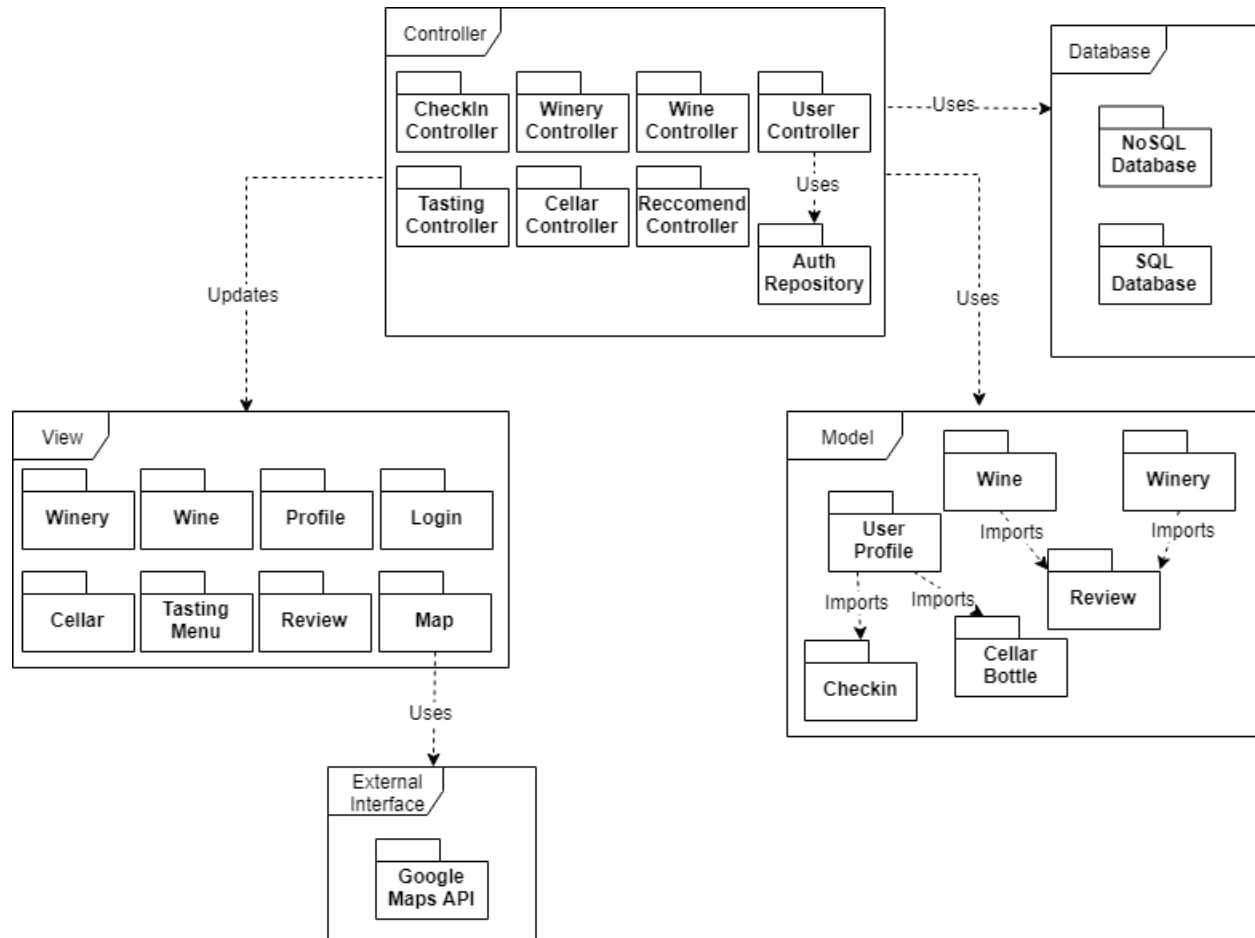 Controller
CheckIn
Controller
Winery
Controller
Wine
Controller
User
Controller
Uses
Tasting
Controller
Cellar
Controller
Reccomend
Controller
Auth
Repository
Uses
Database
NoSQL
Database
SQL
Database
Updates
Uses
View
Winery
Wine
Profile
Login
Cellar
Tasting
Menu
Review
Map
Uses
External
Interface
Google
Maps API
Model
Wine
Winery
User
Profile
Imports
Imports
Review
Imports
Imports
Checkin
Cellar
Bottle